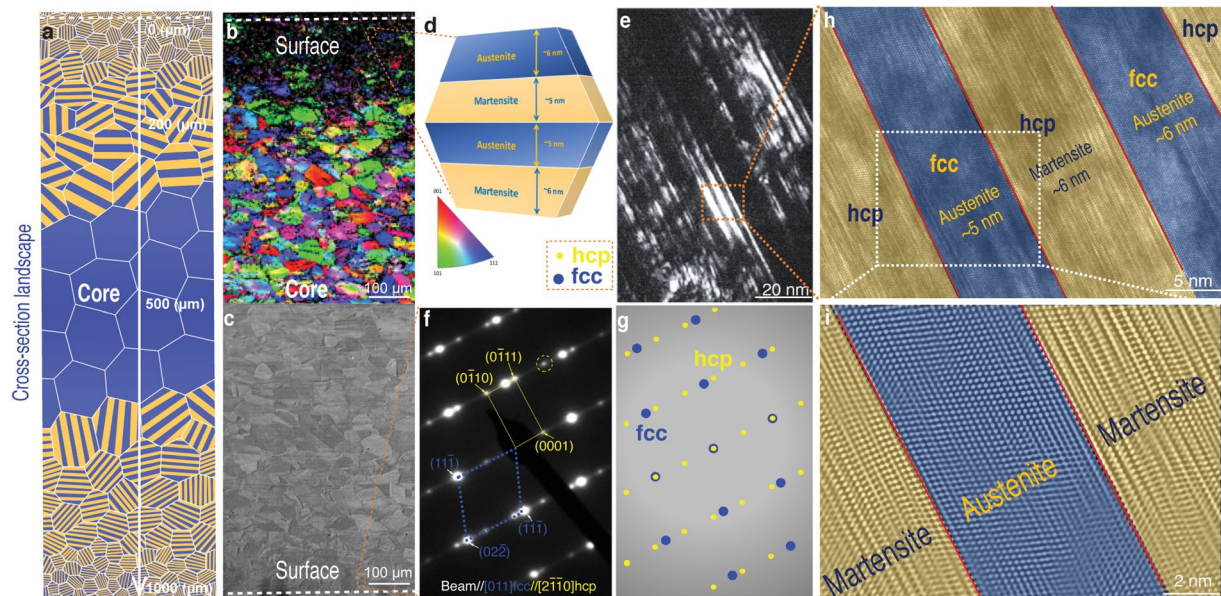 Cross-section landscape
a
0 (μm)
200 (μm)
Core
500 (μm)
1000 (μm)
b
Surface
Core
100 μm
c
Surface
100 μm
d
Austenite
~6 nm
Martensite
~5 nm
Austenite
~5 nm
Martensite
~6 nm
001
101
111
hcp
fcc
e
20 nm
f
(01̄11)
(01̄10)
(0001)
(111̄)
(11̄1)
(022̄)
Beam//[011]fcc//[21̄1̄0]hcp
g
hcp
fcc
h
hcp
fcc
Austenite
~6 nm
hcp
Martensite
~6 nm
fcc
Austenite
~5 nm
hcp
5 nm
i
Martensite
Austenite
Martensite
2 nm